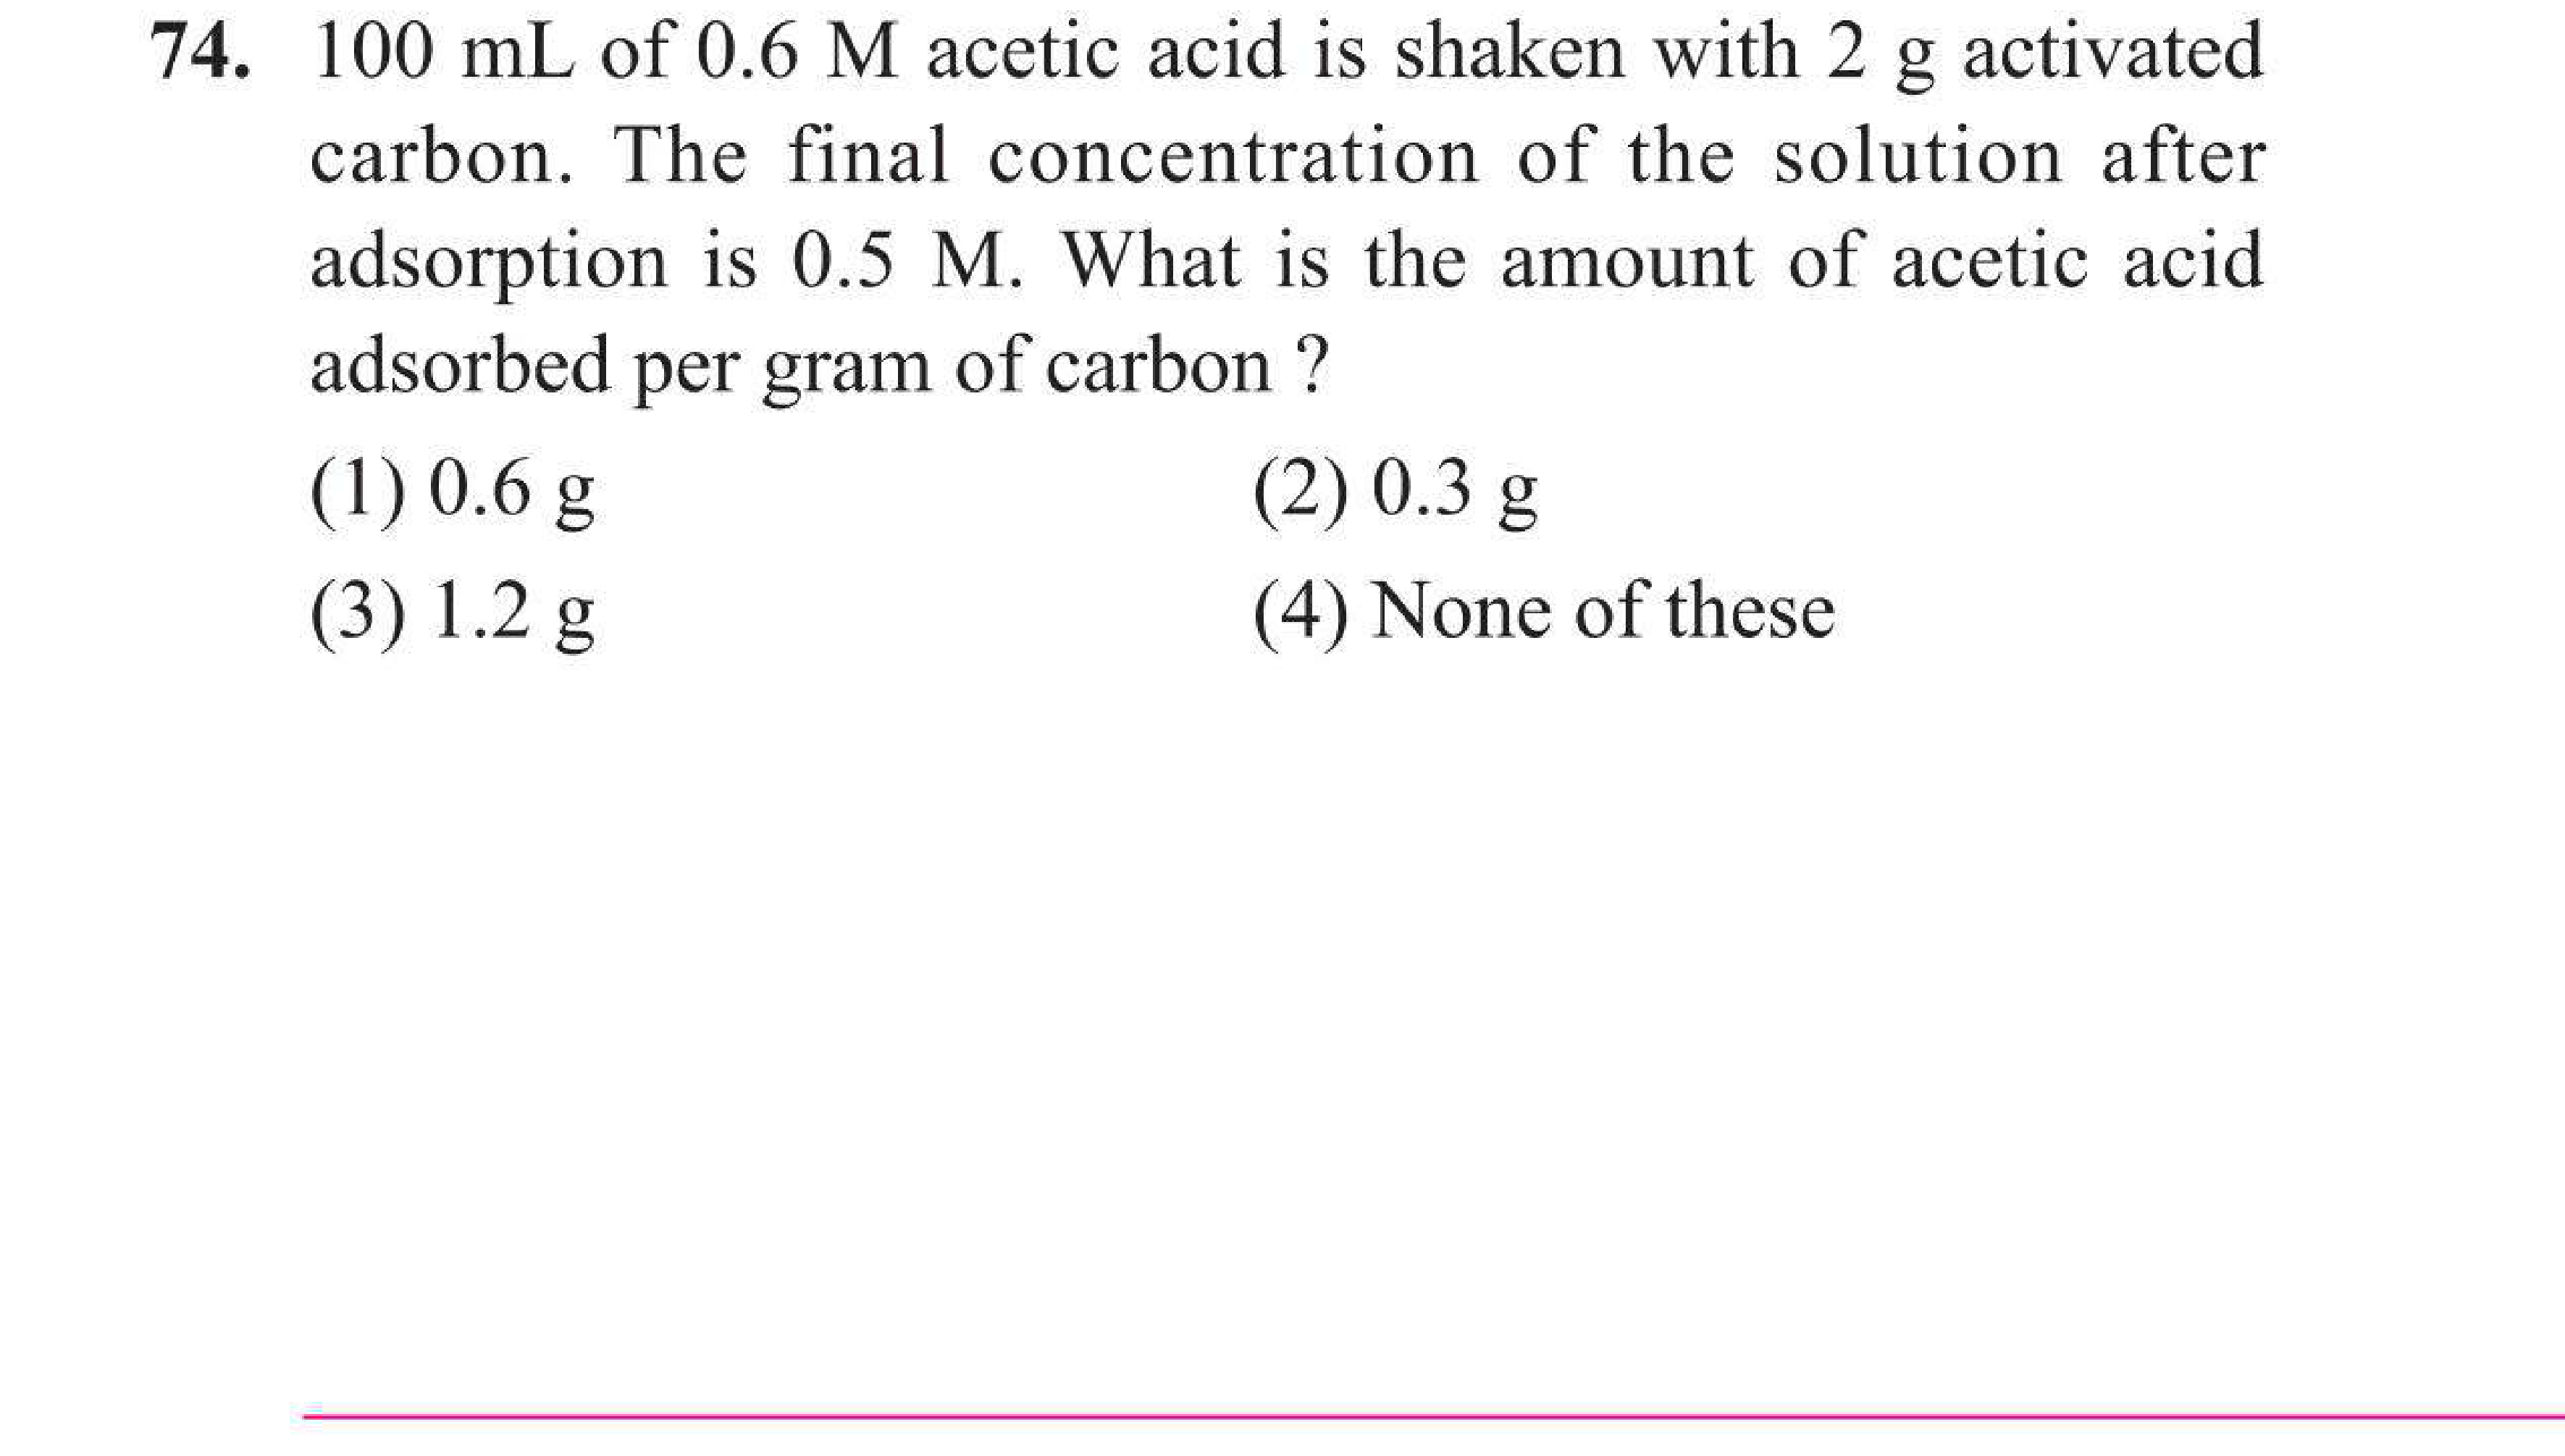 74. 100 mL of 0.6 M acetic acid is shaken with 2 g activated
carbon. The final concentration of the solution after
adsorption is 0.5 M. What is the amount of acetic acid
adsorbed per gram of carbon ?
(1) 0.6 g (2) 0.3 g
(3) 1.2 g (4) None of these